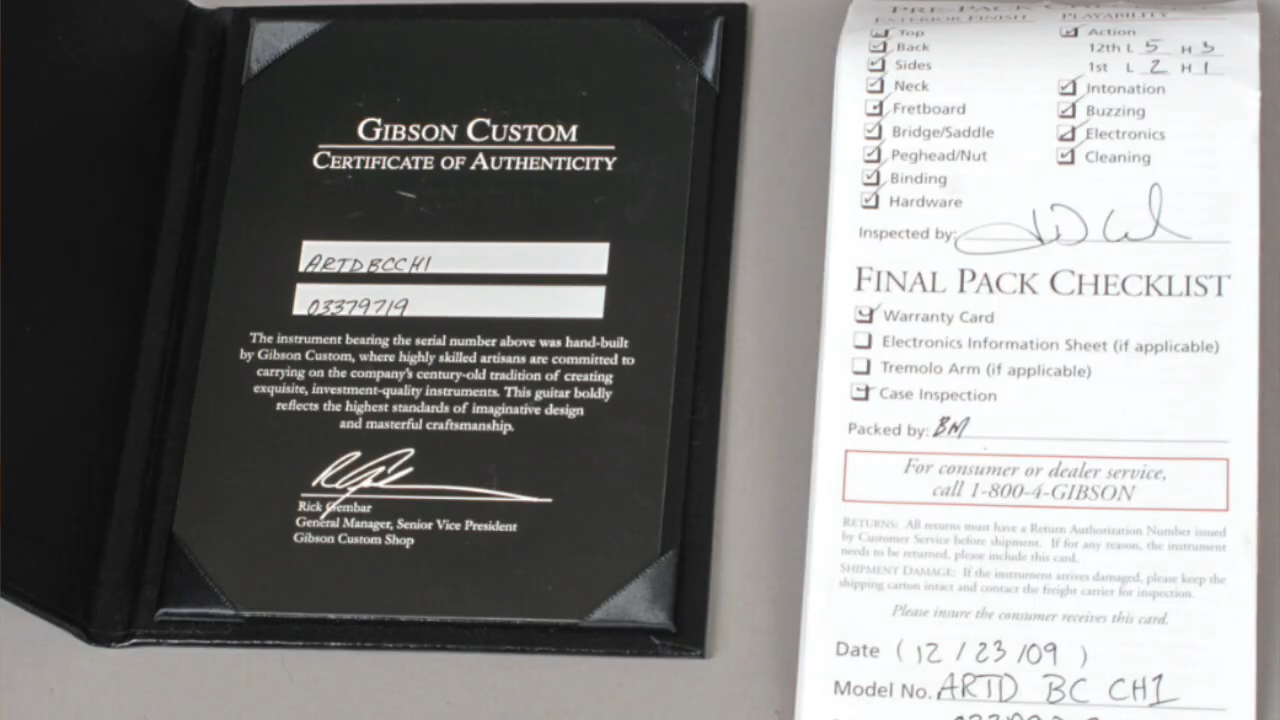 GIBSON CUSTOM
CERTIFICATE OF AUTHENTICITY
ARTDBCCH1
03379719
The instrument bearing the serial number above was hand-built
by Gibson Custom, where highly skilled artisans are committed to
carrying on the company's century-old tradition of creating
exquisite, investment-quality instruments. This guitar boldly
reflects the highest standards of imaginative design
and masterful craftsmanship.
Rick Gembar
General Manager, Senior Vice President
Gibson Custom Shop
PRE-PACK CHECKLIST
EXTERIOR FINISH PLAYABILITY
Top Action
Back 12th L 5 H 3
Sides 1st L 2 H 1
Neck Intonation
Fretboard Buzzing
Bridge/Saddle Electronics
Peghead/Nut Cleaning
Binding
Hardware
Inspected by:
FINAL PACK CHECKLIST
Warranty Card
Electronics Information Sheet (if applicable)
Tremolo Arm (if applicable)
Case Inspection
Packed by: BM
For consumer or dealer service,
call 1-800-4-GIBSON
RETURNS: All returns must have a Return Authorization Number issued
by Customer Service before shipment. If for any reason, the instrument
needs to be returned, please include this card.
SHIPMENT DAMAGE: If the instrument arrives damaged, please keep the
shipping carton intact and contact the freight carrier for inspection.
Please insure the consumer receives this card.
Date (12/23/09)
Model No. ARTD BC CH1